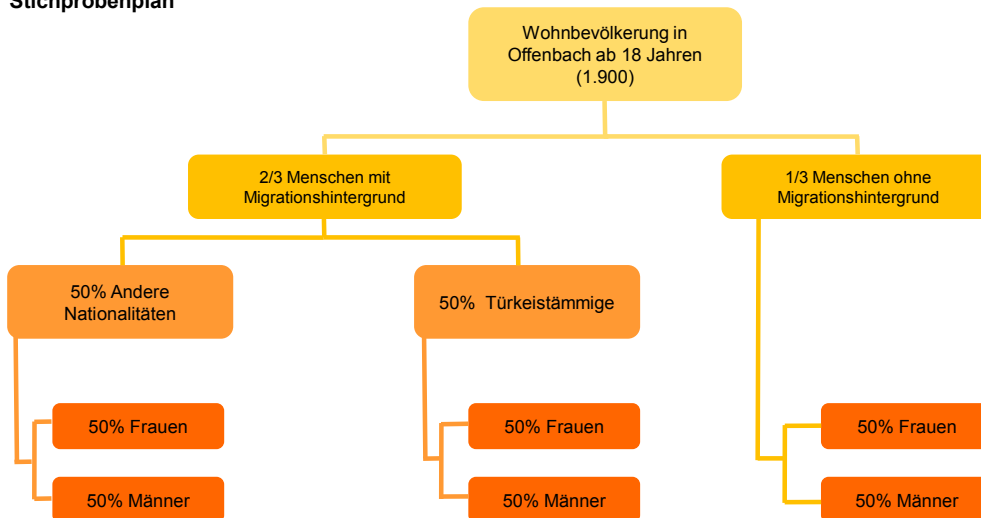 Stichprobenplan
Wohnbevölkerung in
Offenbach ab 18 Jahren
(1.900)
2/3 Menschen mit
Migrationshintergrund
1/3 Menschen ohne
Migrationshintergrund
50% Andere
Nationalitäten
50% Türkeistämmige
50% Frauen
50% Frauen
50% Frauen
50% Männer
50% Männer
50% Männer